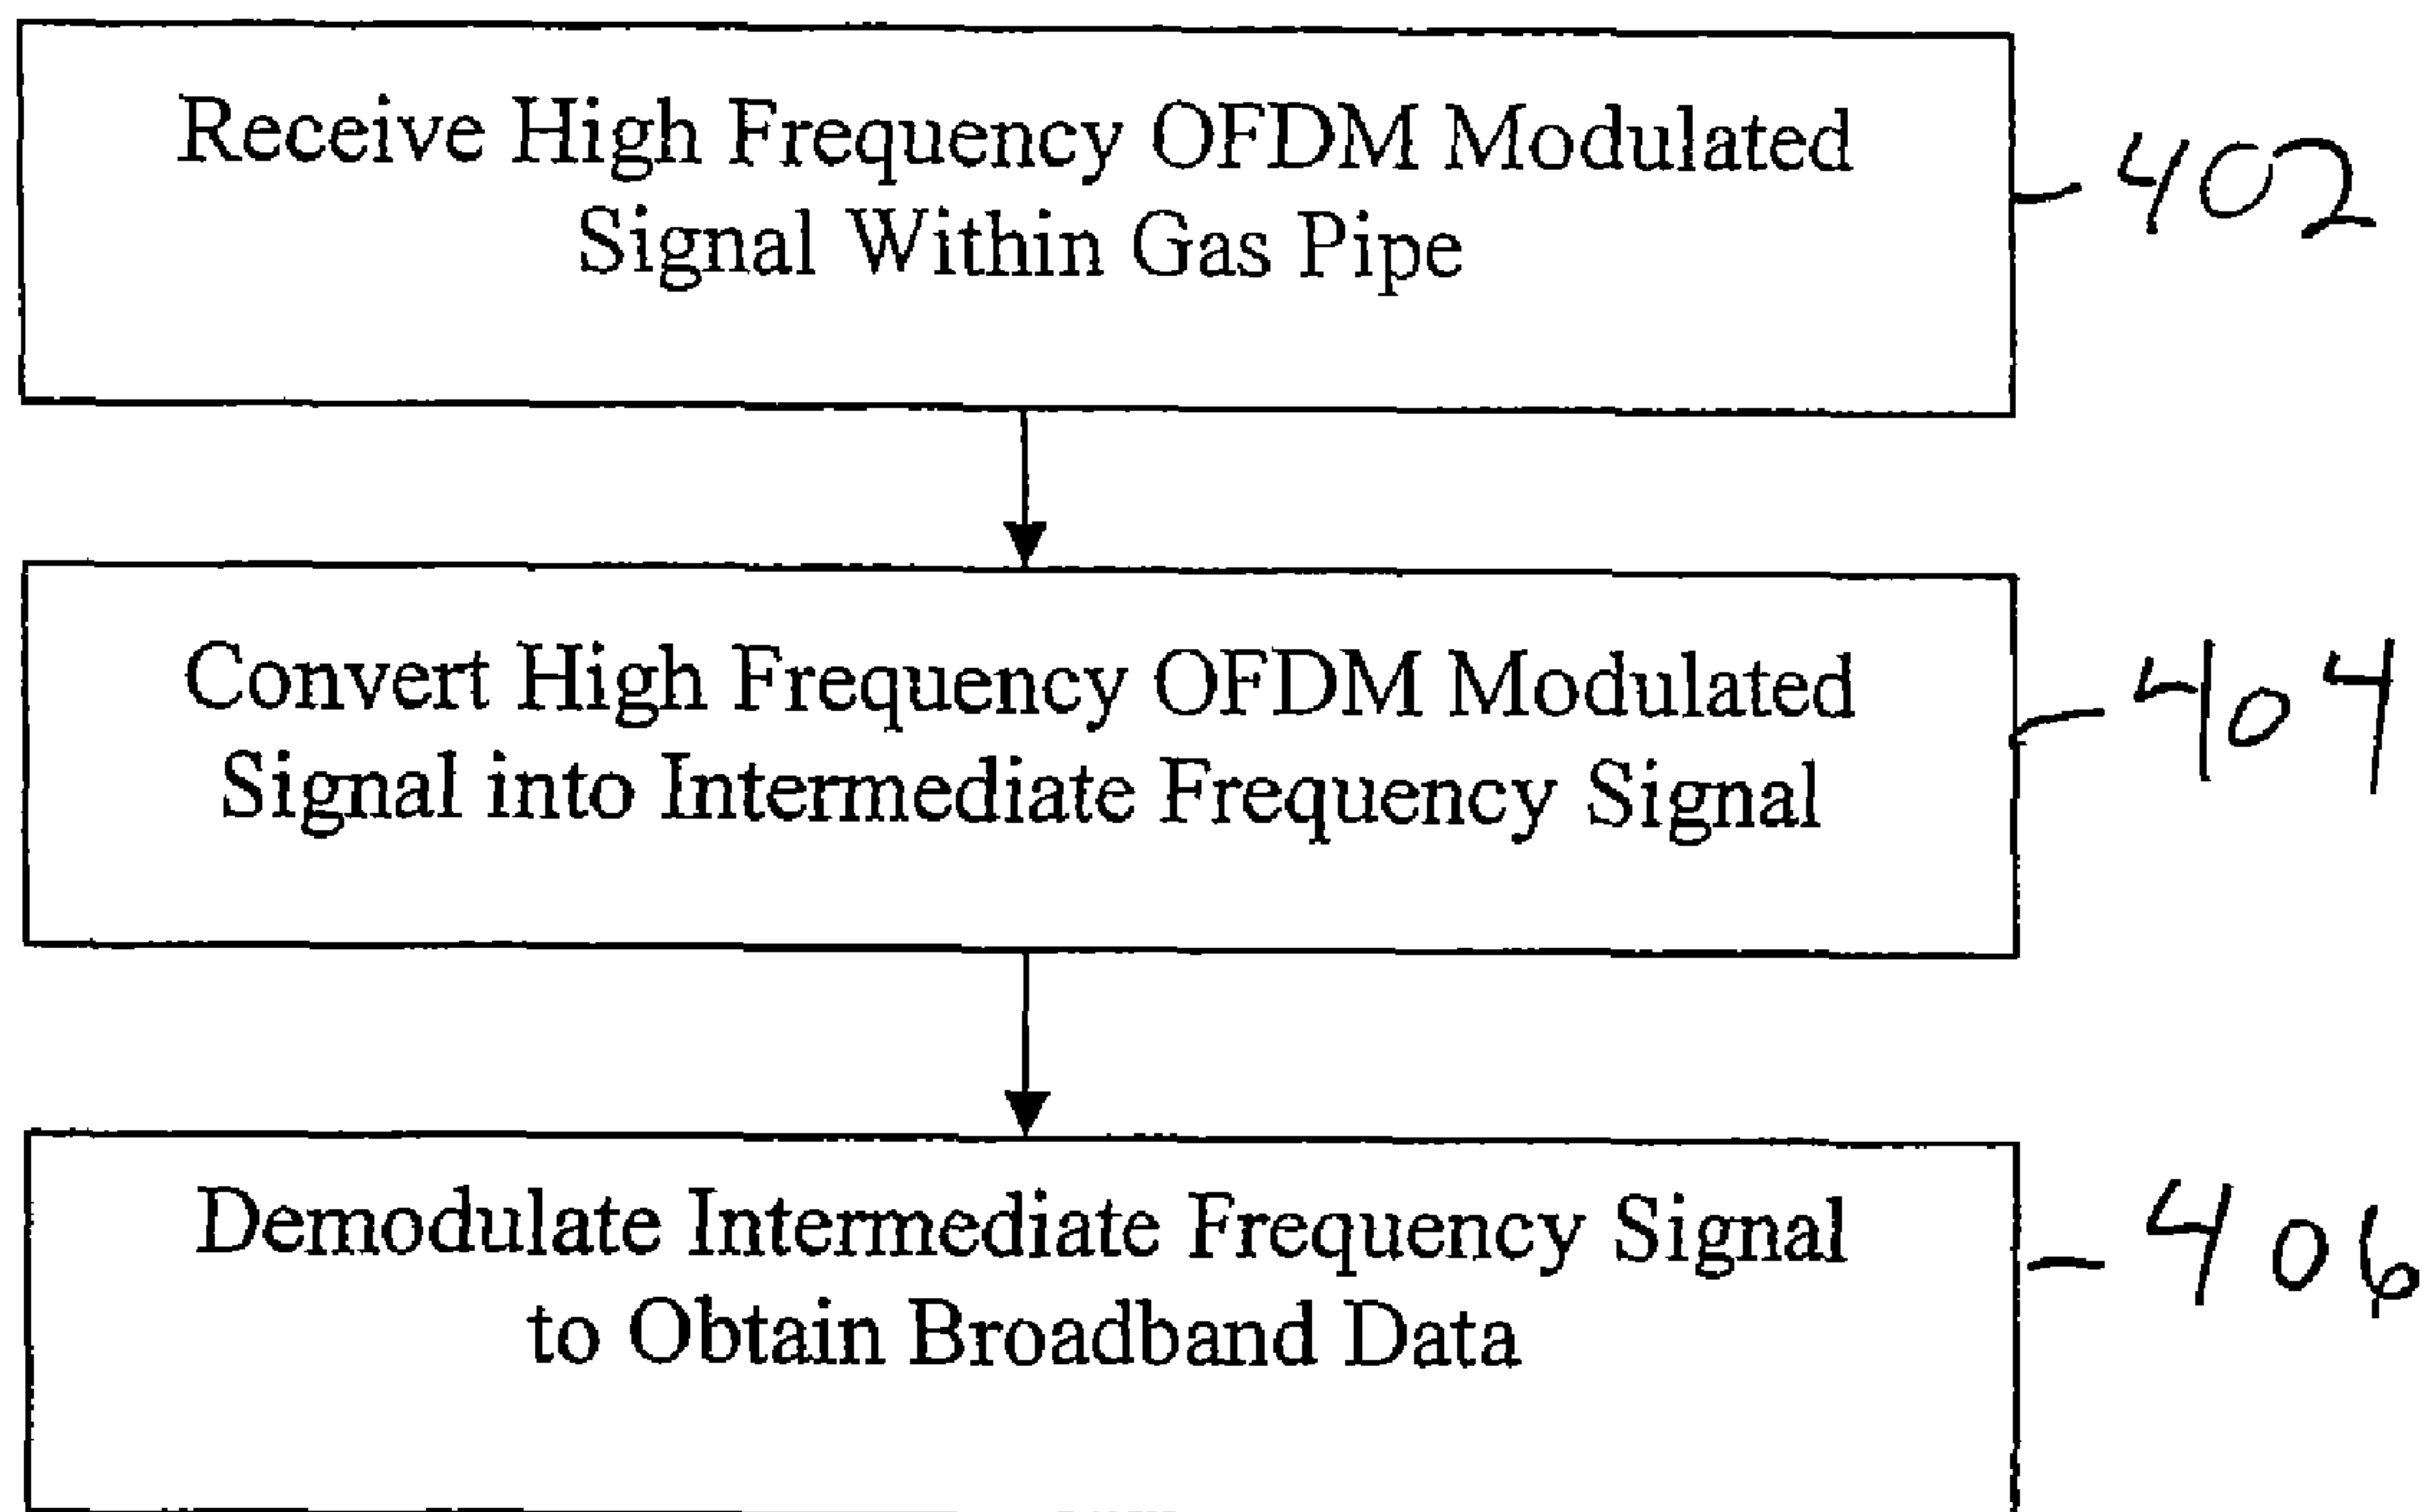 Receive High Frequency OFDM Modulated
Signal Within Gas Pipe
402
Convert High Frequency OFDM Modulated
Signal into Intermediate Frequency Signal
404
Demodulate Intermediate Frequency Signal
to Obtain Broadband Data
406